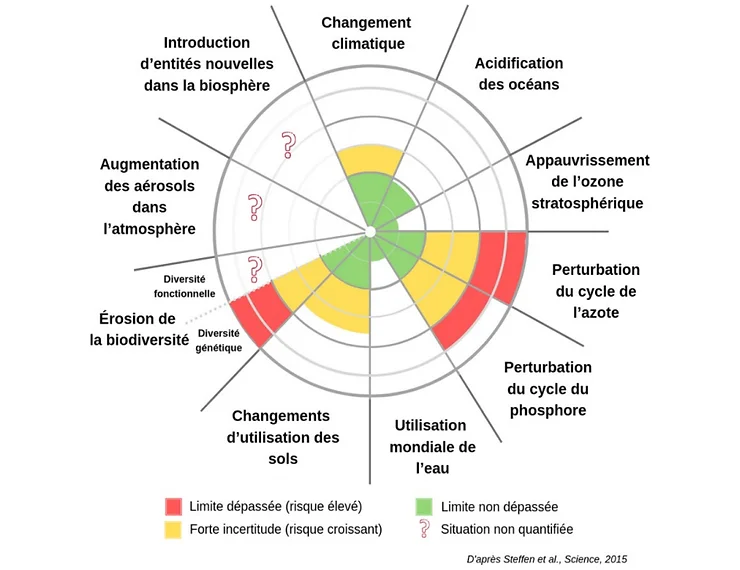 Changement
climatique
Acidification
des océans
Appauvrissement
de l’ozone
stratosphérique
Perturbation
du cycle de
l’azote
Perturbation
du cycle du
phosphore
Utilisation
mondiale de
l’eau
Changements
d’utilisation des
sols
Érosion de
la biodiversité
Diversité
fonctionnelle
Diversité
génétique
Augmentation
des aérosols
dans
l’atmosphère
Introduction
d’entités nouvelles
dans la biosphère
?
?
?
Limite dépassée (risque élevé)
Forte incertitude (risque croissant)
Limite non dépassée
? Situation non quantifiée
D'après Steffen et al., Science, 2015